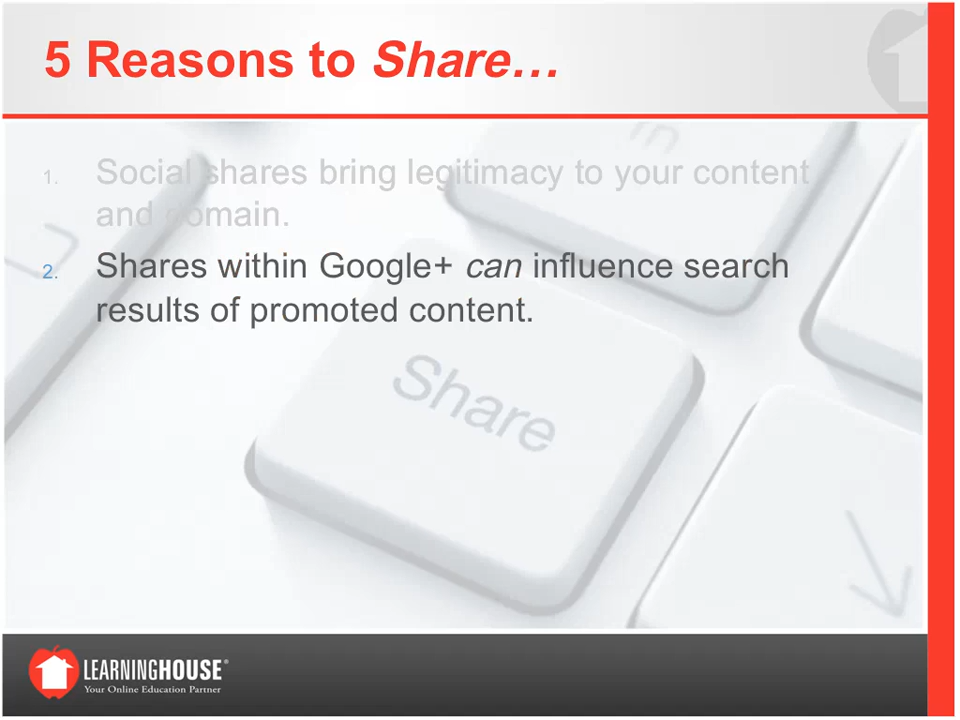 5 Reasons to Share…
1. Social shares bring legitimacy to your content
and domain.
2. Shares within Google+ can influence search
results of promoted content.
in
Share
LEARNINGHOUSE®
Your Online Education Partner